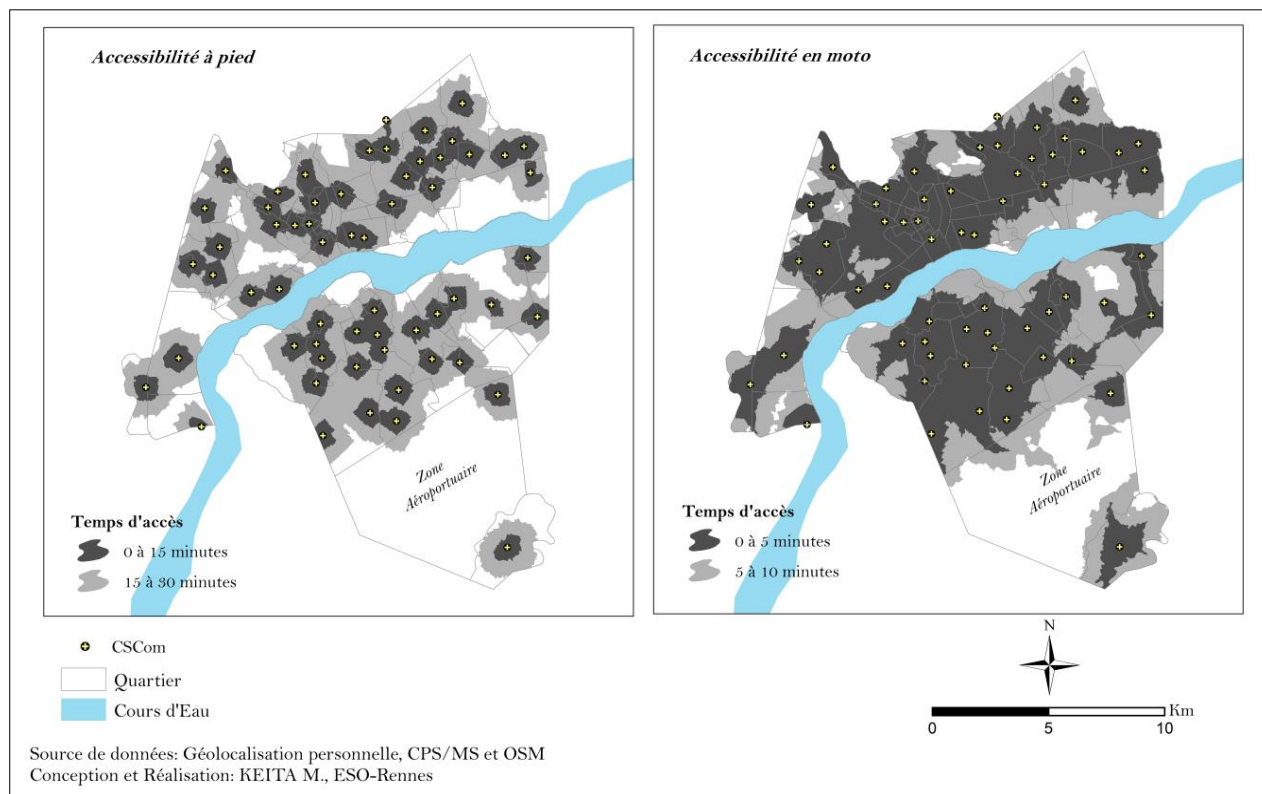 Accessibilité à pied
Zone
Aéroportuaire
Temps d'accès
0 à 15 minutes
15 à 30 minutes
Accessibilité en moto
Zone
Aéroportuaire
Temps d'accès
0 à 5 minutes
5 à 10 minutes
CSCom
Quartier
Cours d'Eau
N
Km
0 5 10
Source de données: Géolocalisation personnelle, CPS/MS et OSM
Conception et Réalisation: KEITA M., ESO-Rennes